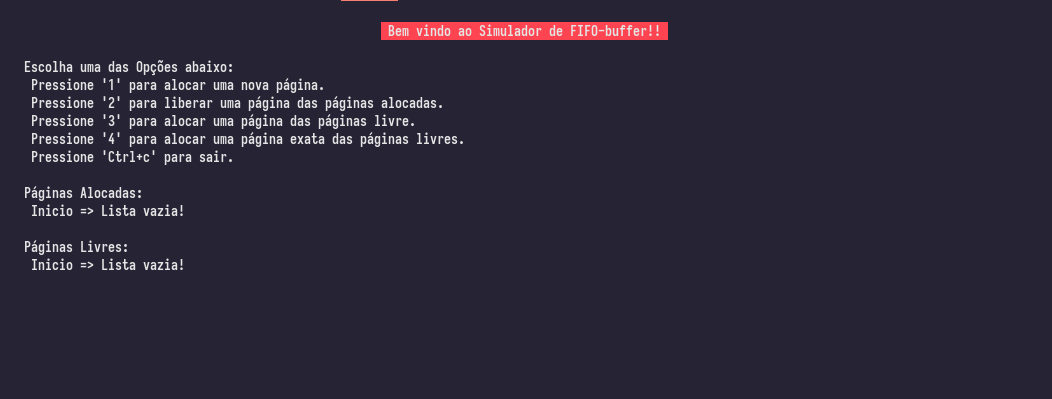 Bem vindo ao Simulador de FIFO-buffer!!
Escolha uma das Opções abaixo:
Pressione '1' para alocar uma nova página.
Pressione '2' para liberar uma página das páginas alocadas.
Pressione '3' para alocar uma página das páginas livre.
Pressione '4' para alocar uma página exata das páginas livres.
Pressione 'Ctrl+c' para sair.
Páginas Alocadas:
Inicio => Lista vazia!
Páginas Livres:
Inicio => Lista vazia!